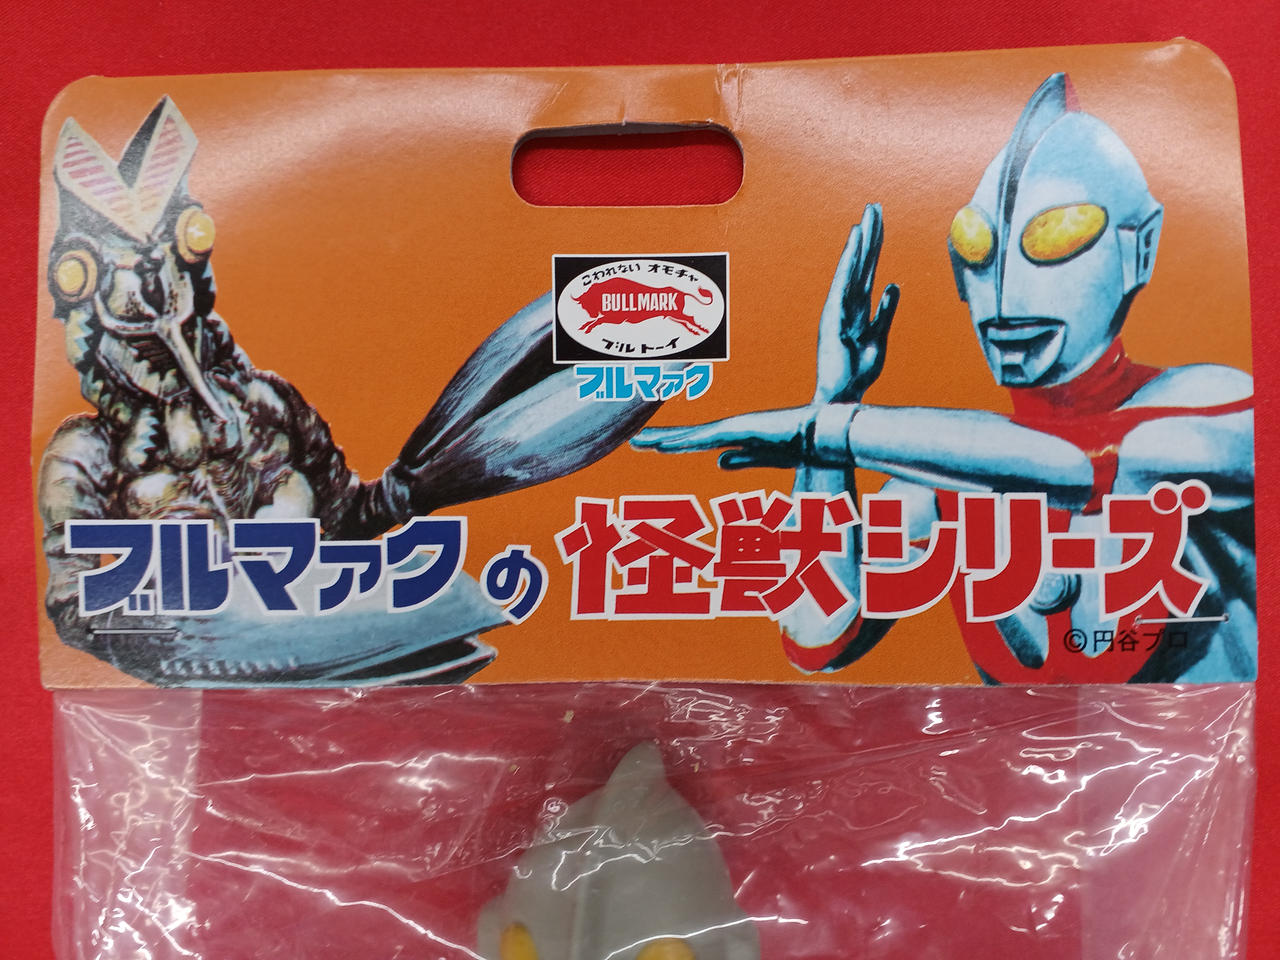 こわれない オモチャ
BULLMARK
ブルトーイ
ブルマァク
ブルマァクの怪獣シリーズ
©円谷プロ